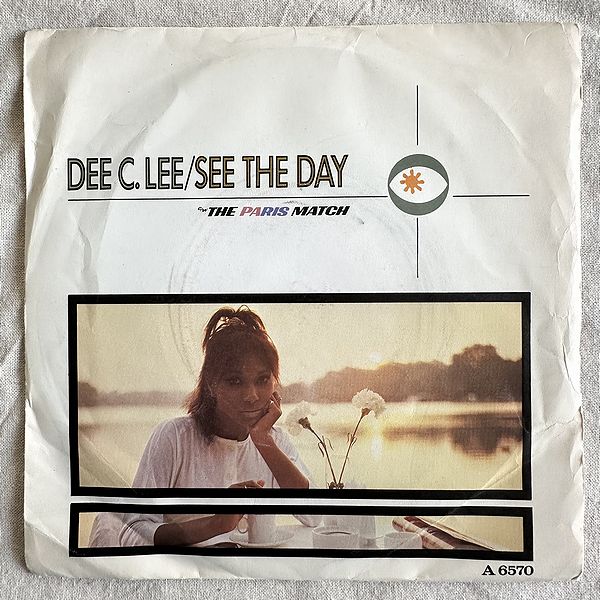 DEE C. LEE/SEE THE DAY
C/W THE PARIS MATCH
A 6570